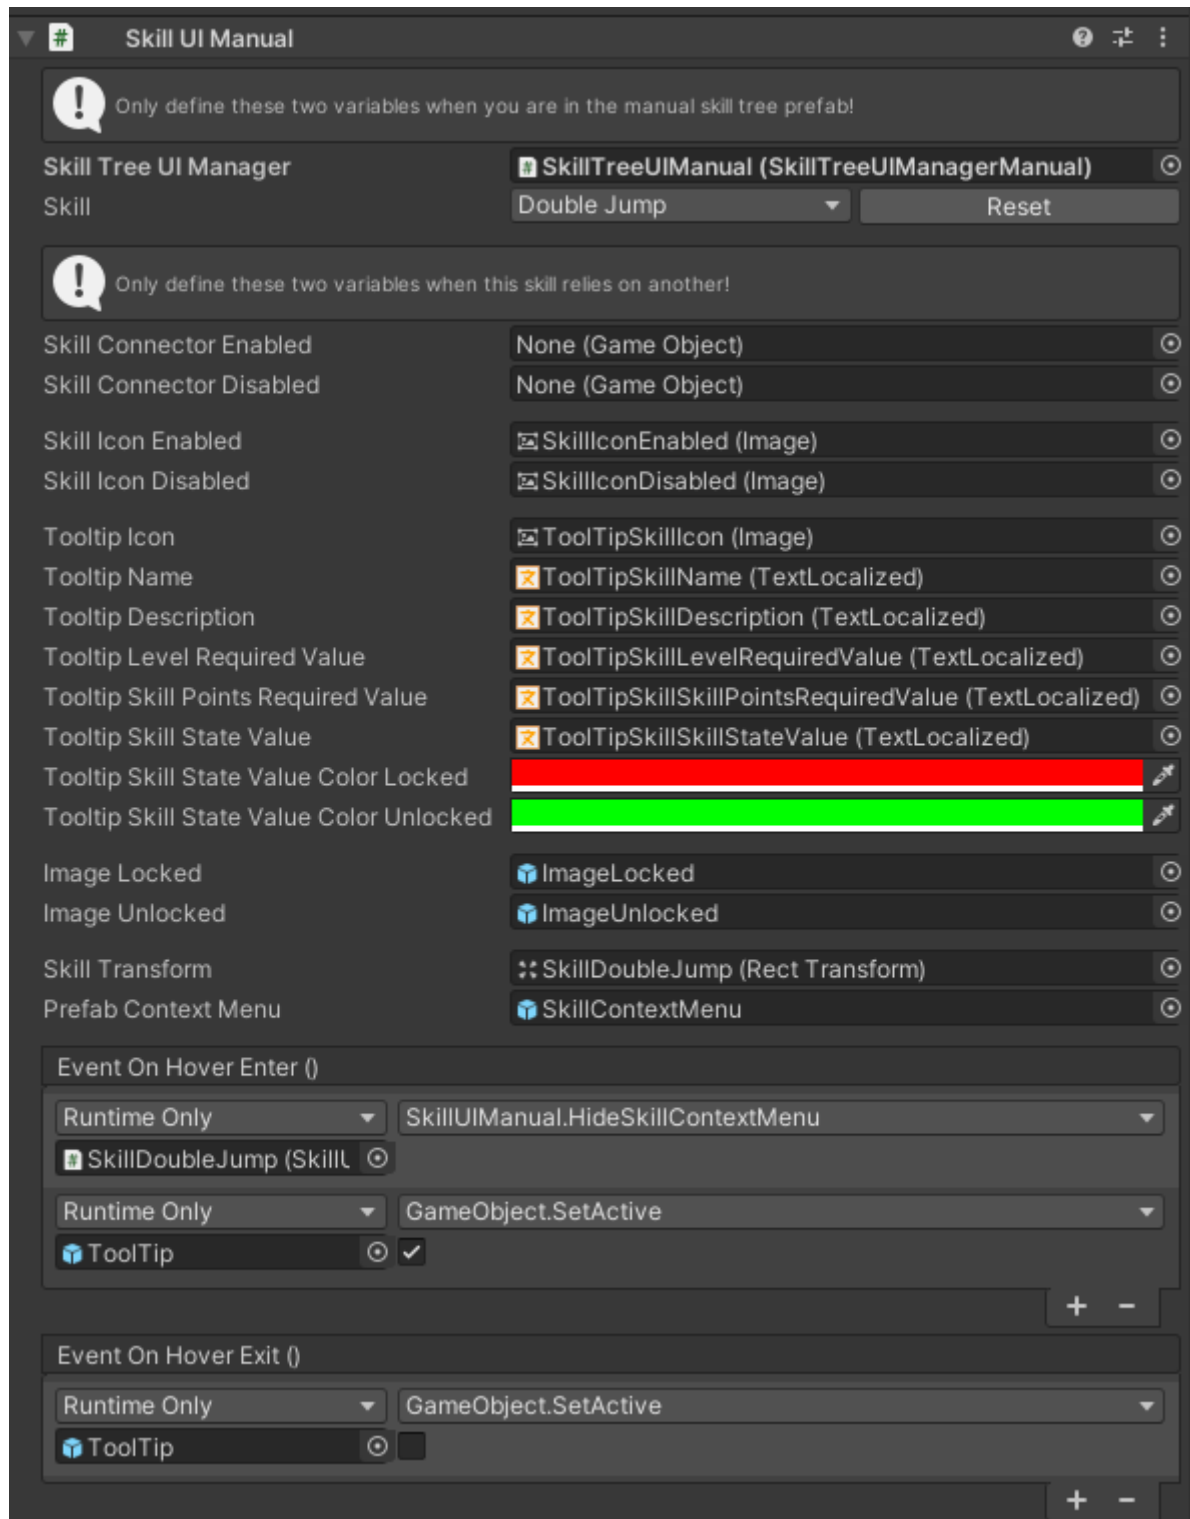 Skill UI Manual
Only define these two variables when you are in the manual skill tree prefab!
Skill Tree UI Manager SkillTreeUIManual (SkillTreeUIManagerManual)
Skill Double Jump Reset
Only define these two variables when this skill relies on another!
Skill Connector Enabled None (Game Object)
Skill Connector Disabled None (Game Object)
Skill Icon Enabled SkillIconEnabled (Image)
Skill Icon Disabled SkillIconDisabled (Image)
Tooltip Icon ToolTipSkillIcon (Image)
Tooltip Name ToolTipSkillName (TextLocalized)
Tooltip Description ToolTipSkillDescription (TextLocalized)
Tooltip Level Required Value ToolTipSkillLevelRequiredValue (TextLocalized)
Tooltip Skill Points Required Value ToolTipSkillSkillPointsRequiredValue (TextLocalized)
Tooltip Skill State Value ToolTipSkillSkillStateValue (TextLocalized)
Tooltip Skill State Value Color Locked
Tooltip Skill State Value Color Unlocked
Image Locked ImageLocked
Image Unlocked ImageUnlocked
Skill Transform SkillDoubleJump (Rect Transform)
Prefab Context Menu SkillContextMenu
Event On Hover Enter ()
Runtime Only SkillUIManual.HideSkillContextMenu
SkillDoubleJump (SkillU
Runtime Only GameObject.SetActive
ToolTip
Event On Hover Exit ()
Runtime Only GameObject.SetActive
ToolTip